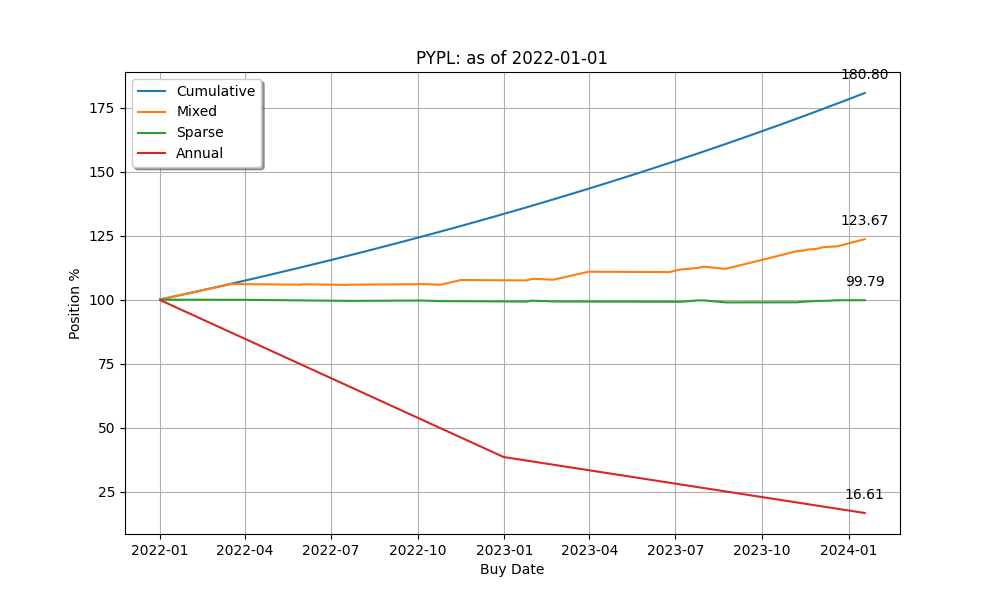 PYPL: as of 2022-01-01
180.80
Cumulative
Mixed
Sparse
Annual
175
150
125
100
75
50
25
123.67
99.79
16.61
Position %
2022-01 2022-04 2022-07 2022-10 2023-01 2023-04 2023-07 2023-10 2024-01
Buy Date